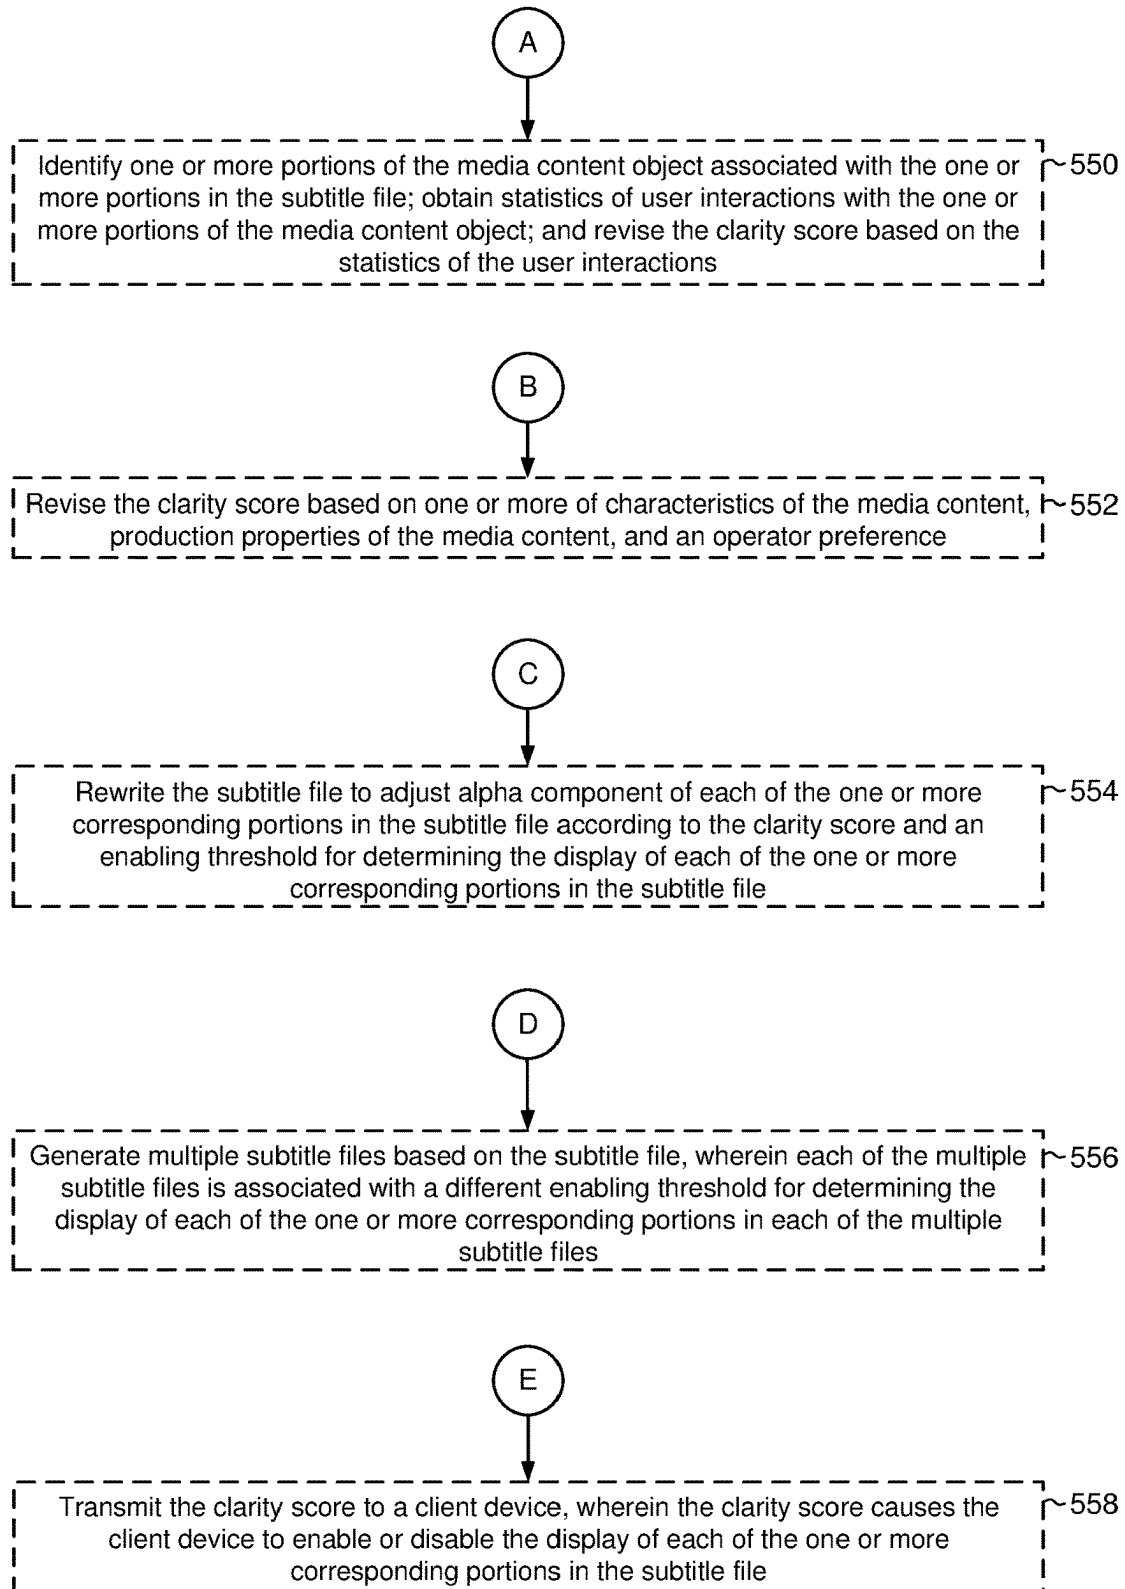 A
Identify one or more portions of the media content object associated with the one or
more portions in the subtitle file; obtain statistics of user interactions with the one or
more portions of the media content object; and revise the clarity score based on the
statistics of the user interactions
550
B
Revise the clarity score based on one or more of characteristics of the media content,
production properties of the media content, and an operator preference
552
C
Rewrite the subtitle file to adjust alpha component of each of the one or more
corresponding portions in the subtitle file according to the clarity score and an
enabling threshold for determining the display of each of the one or more
corresponding portions in the subtitle file
554
D
Generate multiple subtitle files based on the subtitle file, wherein each of the multiple
subtitle files is associated with a different enabling threshold for determining the
display of each of the one or more corresponding portions in each of the multiple
subtitle files
556
E
Transmit the clarity score to a client device, wherein the clarity score causes the
client device to enable or disable the display of each of the one or more
corresponding portions in the subtitle file
558